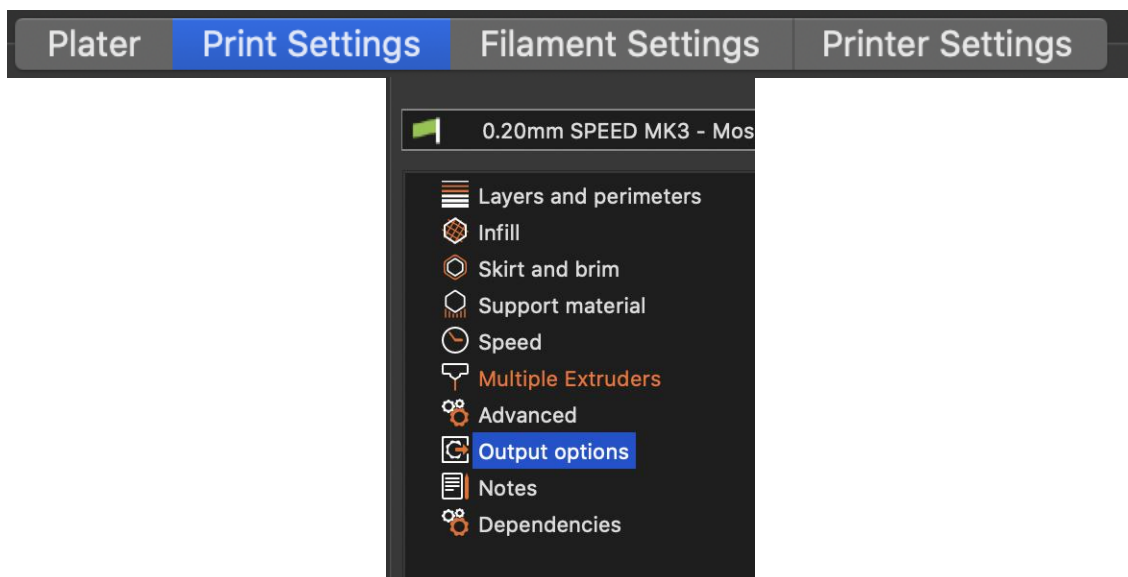 Plater Print Settings Filament Settings Printer Settings
0.20mm SPEED MK3 - Mos
Layers and perimeters
Infill
Skirt and brim
Support material
Speed
Multiple Extruders
Advanced
Output options
Notes
Dependencies